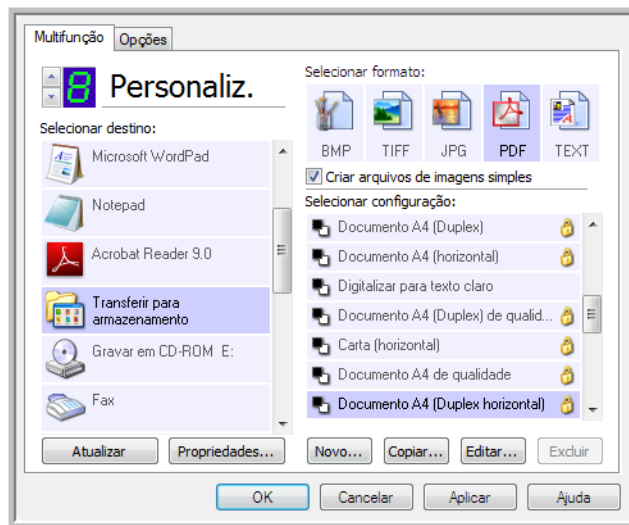 Multifunção
Opções
8
Personaliz.
Selecionar destino:
Microsoft WordPad
Notepad
Acrobat Reader 9.0
Transferir para
armazenamento
Gravar em CD-ROM E:
Fax
Atualizar
Propriedades...
Selecionar formato:
BMP
TIFF
JPG
PDF
TEXT
Criar arquivos de imagens simples
Selecionar configuração:
Documento A4 (Duplex)
Documento A4 (horizontal)
Digitalizar para texto claro
Documento A4 (Duplex) de qualid...
Carta (horizontal)
Documento A4 de qualidade
Documento A4 (Duplex horizontal)
Novo...
Copiar...
Editar...
Excluir
OK
Cancelar
Aplicar
Ajuda